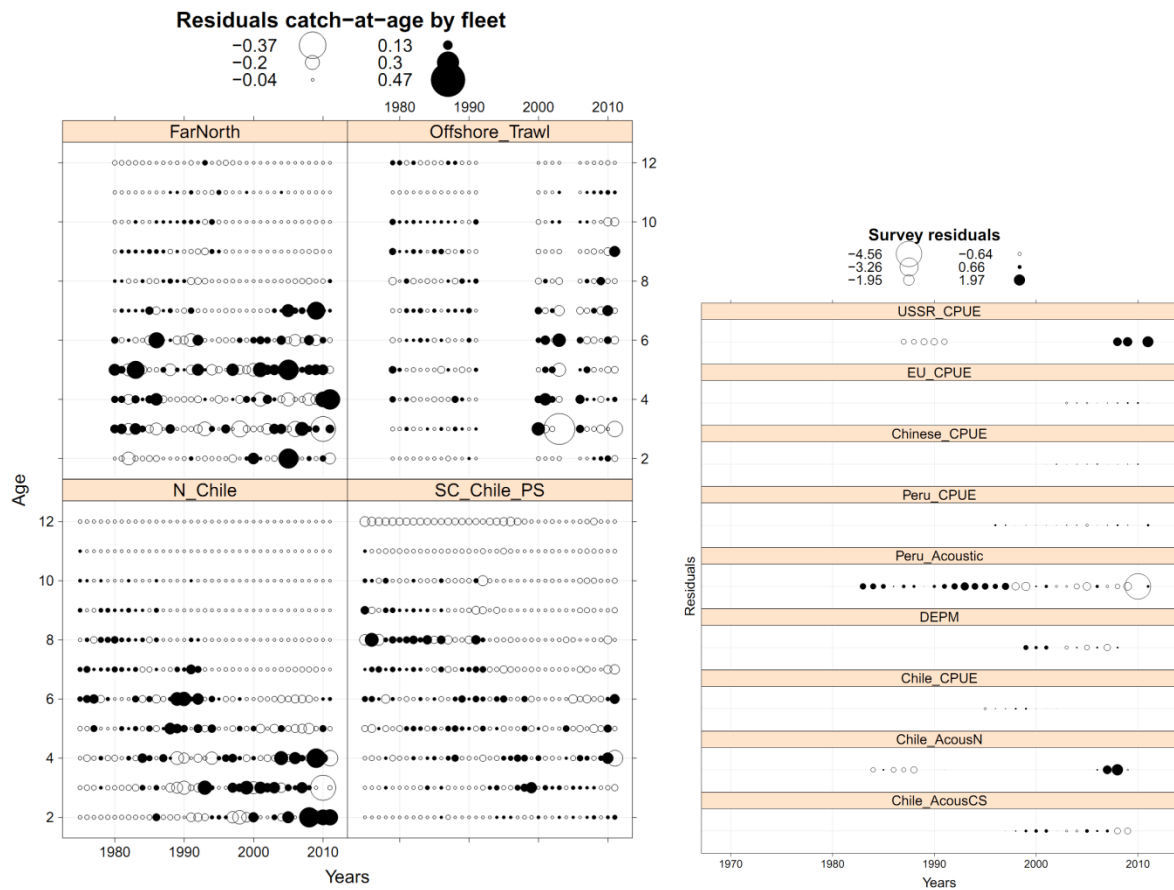 Residuals catch−at−age by fleet
−0.37 0.13
−0.2 0.3
−0.04 0.47
1980 1990 2000 2010
FarNorth Offshore_Trawl
12
10
8
6
4
2
6
4
2
N_Chile SC_Chile_PS
12
10
8
6
4
2
Age
1980 1990 2000 2010
Years
Survey residuals
−4.56 −0.64
−3.26 0.66
−1.95 1.97
USSR_CPUE
EU_CPUE
Chinese_CPUE
Peru_CPUE
Peru_Acoustic
DEPM
Chile_CPUE
Chile_AcousN
Chile_AcousCS
Residuals
1970 1980 1990 2000 2010
Years